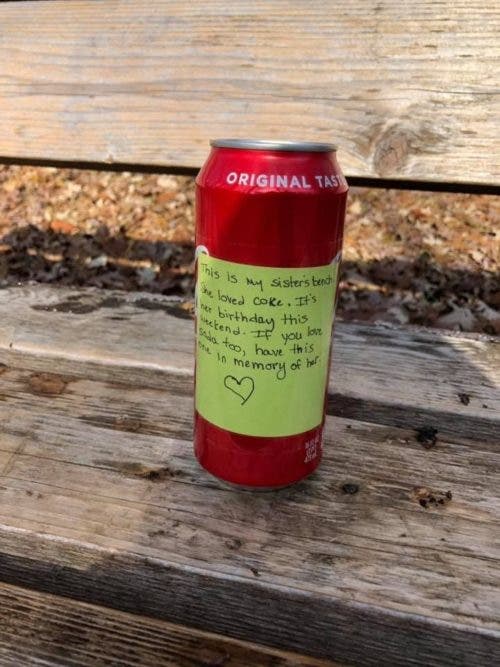 ORIGINAL TAST
This is my sister's bench.
She loved coke. It's
her birthday this
weekend. If you love
soda too, have this
one in memory of her
♡